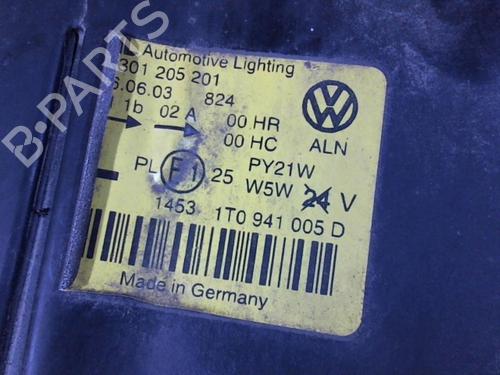 Automotive Lighting
301 205 201
.06.03 824
1b 02 A 00 HR
00 HC ALN
PL F 1 25 PY21W
W5W 24 V
1453 1T0 941 005 D
Made in Germany
B-PARTS